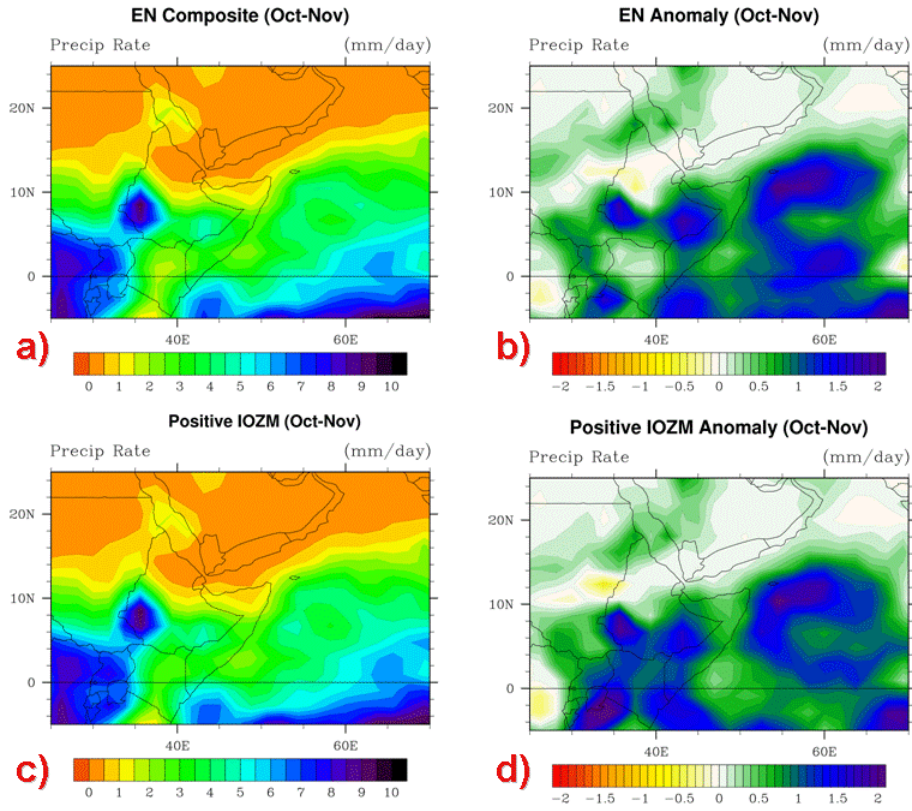 EN Composite (Oct-Nov)
Precip Rate (mm/day)
20N
10N
0
40E 60E
a)
0 1 2 3 4 5 6 7 8 9 10
EN Anomaly (Oct-Nov)
Precip Rate (mm/day)
20N
10N
0
40E 60E
b)
-2 -1.5 -1 -0.5 0 0.5 1 1.5 2
Positive IOZM (Oct-Nov)
Precip Rate (mm/day)
20N
10N
0
40E 60E
c)
0 1 2 3 4 5 6 7 8 9 10
Positive IOZM Anomaly (Oct-Nov)
Precip Rate (mm/day)
20N
10N
0
40E 60E
d)
-2 -1.5 -1 -0.5 0 0.5 1 1.5 2